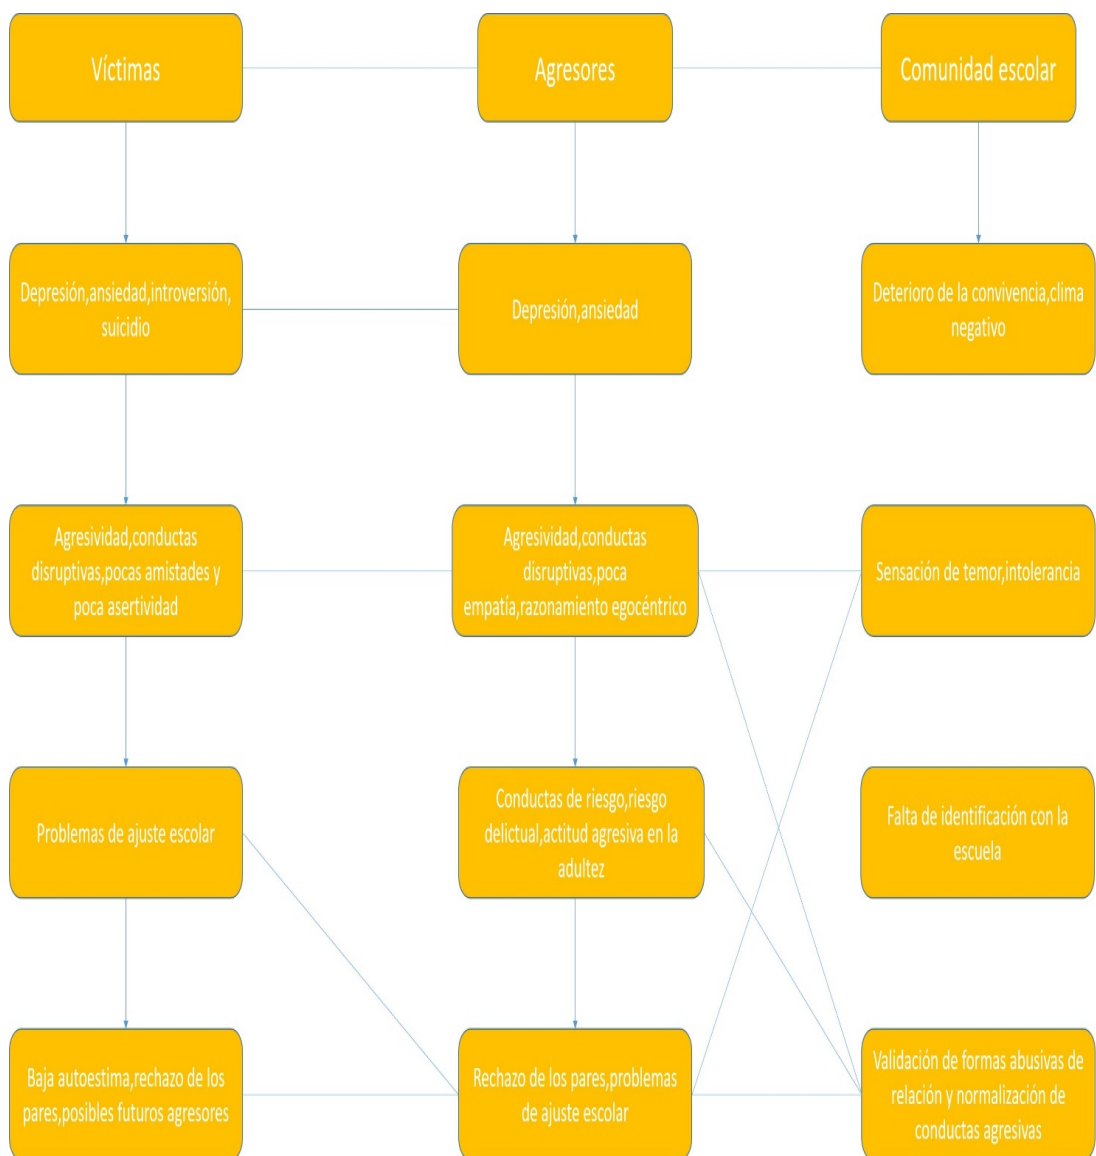 Víctimas
Agresores
Comunidad escolar
Depresión,ansiedad,introversión,
suicidio
Depresión,ansiedad
Deterioro de la convivencia,clima
negativo
Agresividad,conductas
disruptivas,pocas amistades y
poca asertividad
Agresividad,conductas
disruptivas,poca
empatía,razonamiento egocéntrico
Sensación de temor,intolerancia
Problemas de ajuste escolar
Conductas de riesgo,riesgo
delictual,actitud agresiva en la
adultez
Falta de identificación con la
escuela
Baja autoestima,rechazo de los
pares,posibles futuros agresores
Rechazo de los pares,problemas
de ajuste escolar
Validación de formas abusivas de
relación y normalización de
conductas agresivas